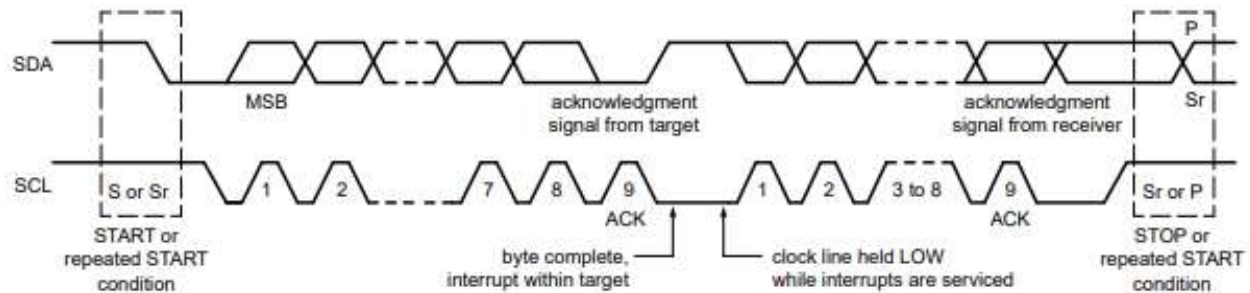 P
SDA
MSB
acknowledgment
signal from target
acknowledgment
signal from receiver
Sr
SCL
S or Sr
1
2
7
8
9
1
2
3 to 8
9
Sr or P
ACK
ACK
START or
repeated START
condition
byte complete,
interrupt within target
clock line held LOW
while interrupts are serviced
STOP or
repeated START
condition